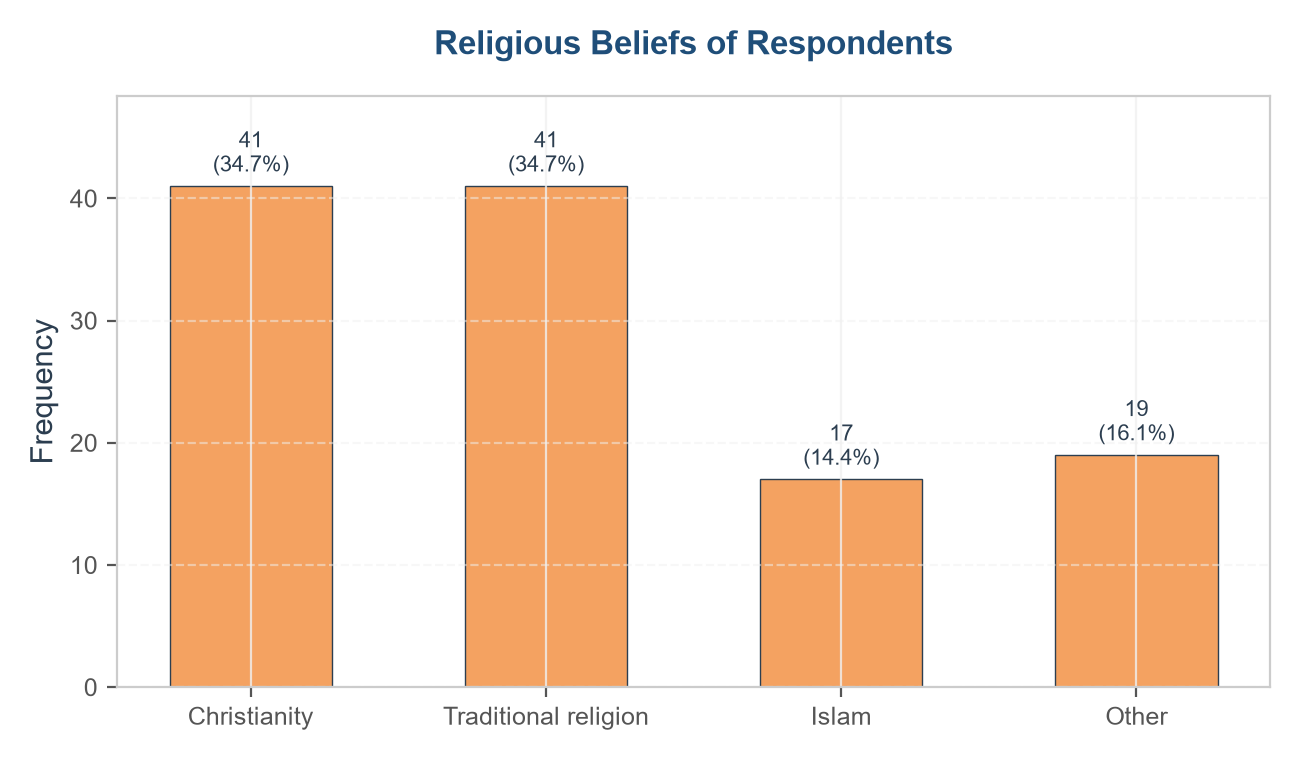 Religious Beliefs of Respondents
Frequency
40
30
20
10
0
41
(34.7%)
41
(34.7%)
17
(14.4%)
19
(16.1%)
Christianity
Traditional religion
Islam
Other